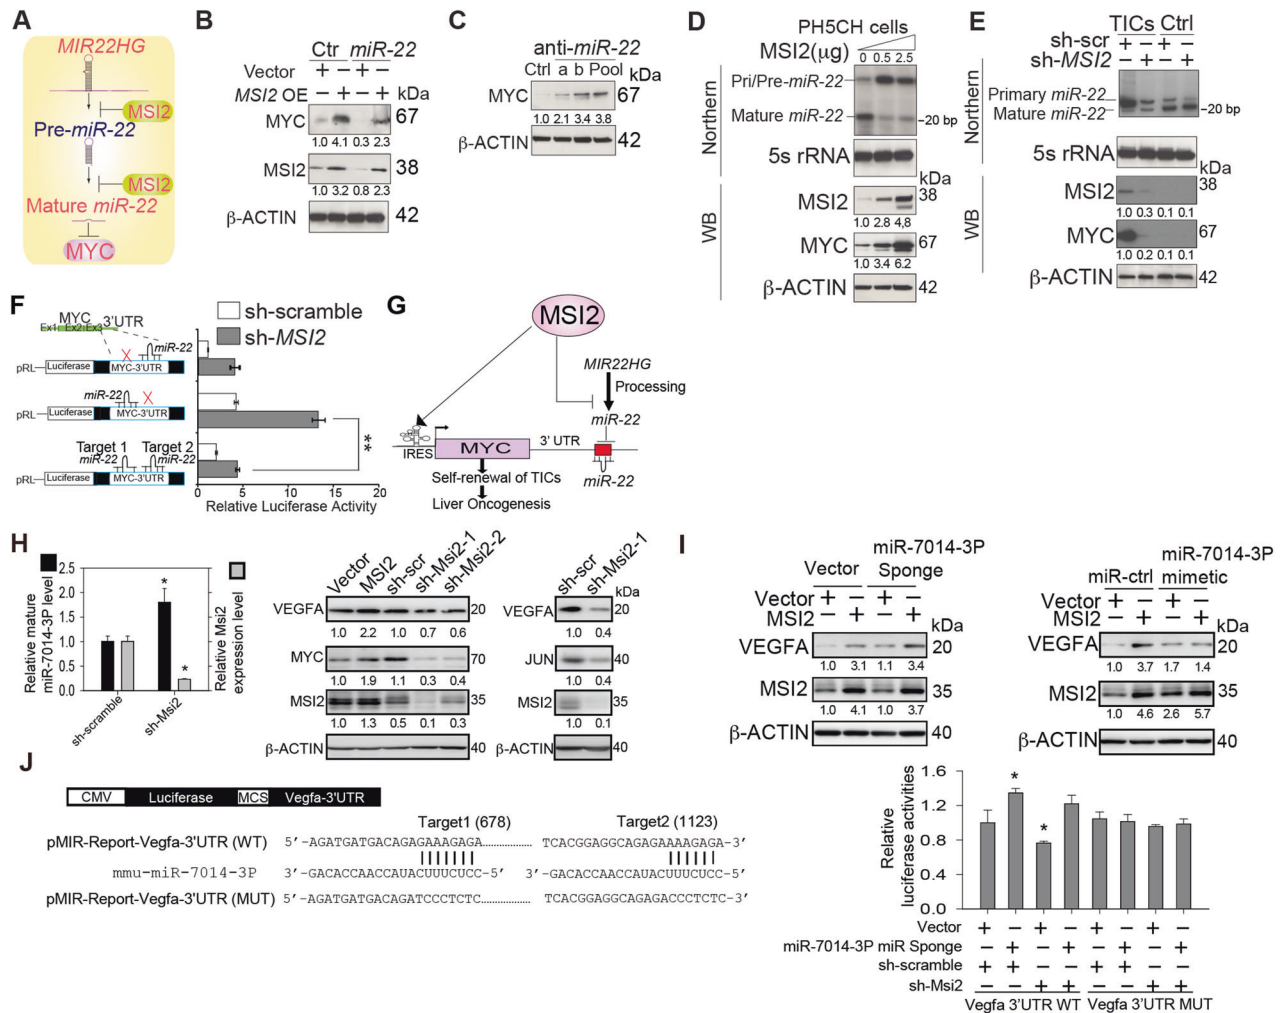 A
MIR22HG
MSI2
Pre-miR-22
MSI2
Mature miR-22
MYC
B
Ctr miR-22
Vector + − + −
MSI2 OE − + − + kDa
MYC 67
1.0 4.1 0.3 2.3
MSI2 38
1.0 3.2 0.8 2.3
β-ACTIN 42
C
anti-miR-22
Ctrl a b Pool kDa
MYC 67
1.0 2.1 3.4 3.8
β-ACTIN 42
D
PH5CH cells
MSI2(µg)
0 0.5 2.5
Northern
Pri/Pre-miR-22
Mature miR-22 −20 bp
5s rRNA
kDa
WB
MSI2 38
1.0 2.8 4,8
MYC 67
1.0 3.4 6.2
β-ACTIN 42
E
TICs Ctrl
sh-scr + − + −
sh-MSI2 − + − +
Northern
Primary miR-22
Mature miR-22 −20 bp
5s rRNA
kDa
WB
MSI2 38
1.0 0.3 0.1 0.1
MYC 67
1.0 0.2 0.1 0.1
β-ACTIN 42
F
sh-scramble
sh-MSI2
MYC 3'UTR
Ex1 Ex2 Ex3
X miR-22
pRL Luciferase MYC-3'UTR
miR-22 X
pRL Luciferase MYC-3'UTR
Target 1 Target 2
miR-22 miR-22
pRL Luciferase MYC-3'UTR
**
0 5 10 15 20
Relative Luciferase Activity
G
MSI2
MIR22HG
Processing
miR-22
IRES MYC 3' UTR
miR-22
Self-renewal of TICs
Liver Oncogenesis
H
Relative mature
miR-7014-3P level
2.5
2.0
1.5
1.0
0.5
0.0
* *
Relative Msi2
expression level
sh-scramble sh-Msi2
Vector MSI2 sh-scr sh-Msi2-1 sh-Msi2-2
VEGFA 20
1.0 2.2 1.0 0.7 0.6
MYC 70
1.0 1.9 1.1 0.3 0.4
MSI2 35
1.0 1.3 0.5 0.1 0.3
β-ACTIN 40
sh-scr sh-Msi2-1
kDa
VEGFA 20
1.0 0.4
JUN 40
1.0 0.4
MSI2 35
1.0 0.1
β-ACTIN 40
I
miR-7014-3P
Vector Sponge
Vector + − + −
MSI2 − + − + kDa
VEGFA 20
1.0 3.1 1.1 3.4
MSI2 35
1.0 4.1 1.0 3.7
β-ACTIN 40
miR-7014-3P
miR-ctrl mimetic
Vector + − + −
MSI2 − + − + kDa
VEGFA 20
1.0 3.7 1.7 1.4
MSI2 35
1.0 4.6 2.6 5.7
β-ACTIN 40
J
CMV Luciferase MCS Vegfa-3'UTR
Target1 (678) Target2 (1123)
pMIR-Report-Vegfa-3'UTR (WT) 5'-AGATGATGACAGAGAAAGAGA................ TCACGGAGGCAGAGAAAAGAGA-3'
mmu-miR-7014-3P 3'-GACACCAACCAUACUUUCUCC-5' 3'-GACACCAACCAUACUUUCUCC-5'
pMIR-Report-Vegfa-3'UTR (MUT) 5'-AGATGATGACAGATCCCTCTC................ TCACGGAGGCAGAGACCCTCTC-3'
Relative
luciferase activities
1.6
1.2
0.8
0.4
0.0
* *
Vector + − + − + − + −
miR-7014-3P miR Sponge − + − + − + − +
sh-scramble + + − − + + − −
sh-Msi2 − − + + − − + +
Vegfa 3'UTR WT Vegfa 3'UTR MUT